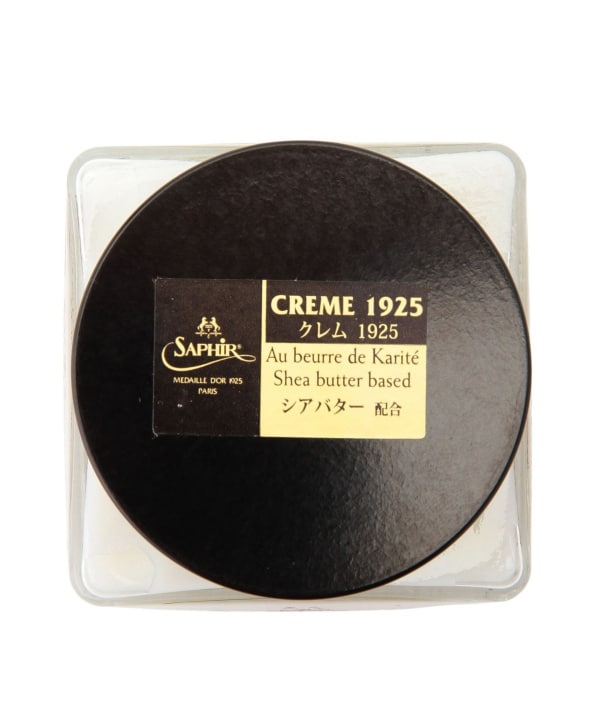 SAPHIR®
MEDAILLE D'OR 1925
PARIS
CREME 1925
クレム 1925
Au beurre de Karité
Shea butter based
シアバター 配合